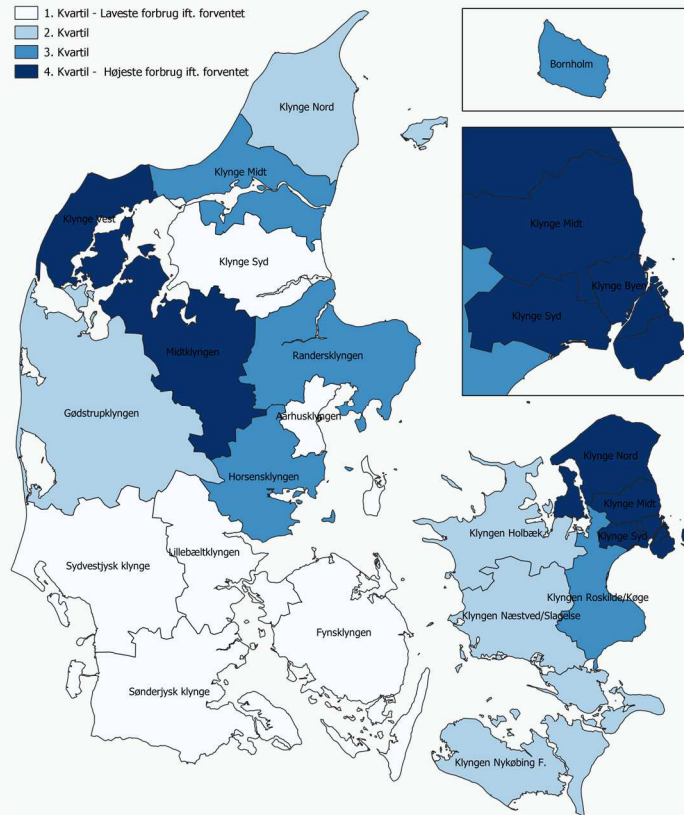 1. Kvartil - Laveste forbrug ift. forventet
2. Kvartil
3. Kvartil
4. Kvartil - Højeste forbrug ift. forventet
Bornholm
Klynge Nord
Klynge Midt
Klynge Vest
Klynge Syd
Klynge Midt
Klynge Byen
Klynge Syd
Midtklyngen
Randersklyngen
Gødstrupklyngen
Aarhusklyngen
Horsensklyngen
Klynge Nord
Klynge Midt
Klyngen Holbæk
Klynge Syd
Lillebæltklyngen
Sydvestjysk klynge
Klyngen Roskilde/Køge
Klyngen Næstved/Slagelse
Fynsklyngen
Sønderjysk klynge
Klyngen Nykøbing F.